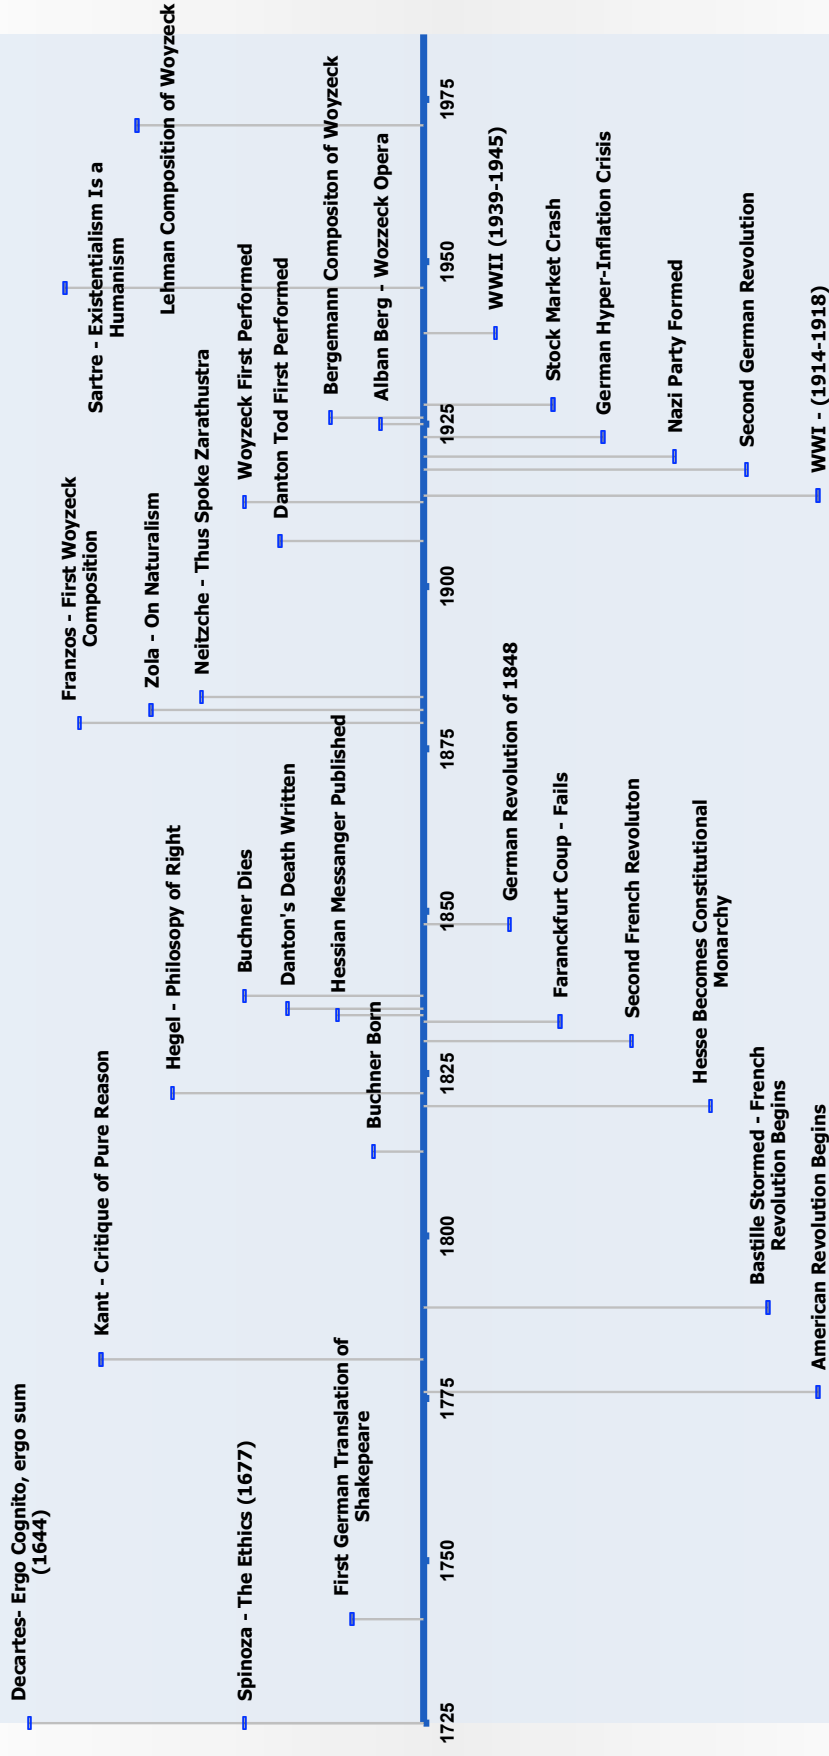 Decartes- Ergo Cognito, ergo sum
(1644)
Spinoza - The Ethics (1677)
First German Translation of
Shakepeare
Kant - Critique of Pure Reason
Hegel - Philosopy of Right
Buchner Born
Buchner Dies
Danton's Death Written
Hessian Messanger Published
Franzos - First Woyzeck
Composition
Zola - On Naturalism
Neitzche - Thus Spoke Zarathustra
Woyzeck First Performed
Danton Tod First Performed
Bergemann Compositon of Woyzeck
Alban Berg - Wozzeck Opera
Sartre - Existentialism Is a
Humanism
Lehman Composition of Woyzeck
1725
1750
1775
1800
1825
1850
1875
1900
1925
1950
1975
American Revolution Begins
Bastille Stormed - French
Revolution Begins
Hesse Becomes Constitutional
Monarchy
Second French Revoluton
Faranckfurt Coup - Fails
German Revolution of 1848
WWI - (1914-1918)
Second German Revolution
Nazi Party Formed
German Hyper-Inflation Crisis
Stock Market Crash
WWII (1939-1945)